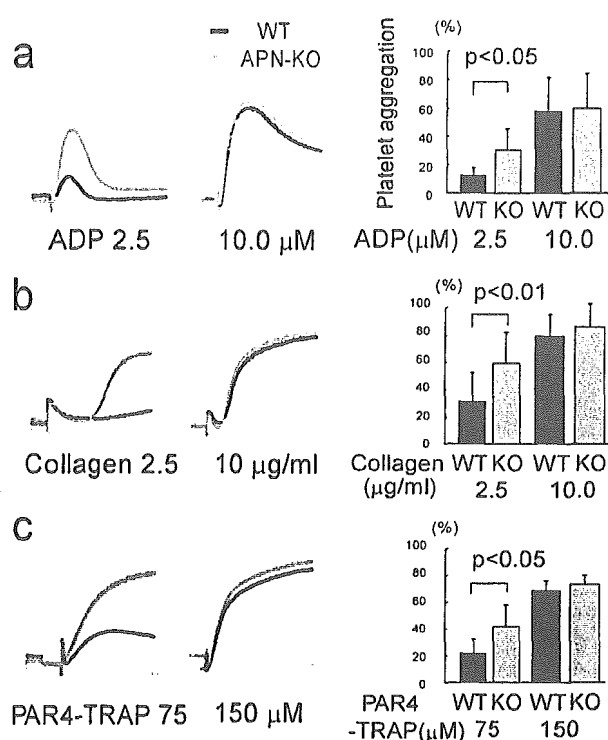 a
WT
APN-KO
ADP 2.5
10.0 μM
Platelet aggregation
(%)
100
80
60
40
20
0
p<0.05
WT KO WT KO
ADP(μM) 2.5 10.0
b
Collagen 2.5
10 μg/ml
(%)
100
80
60
40
20
0
p<0.01
Collagen WT KO WT KO
(μg/ml) 2.5 10.0
c
PAR4-TRAP 75
150 μM
(%)
100
80
60
40
20
0
p<0.05
PAR4 WT KO WT KO
-TRAP(μM) 75 150